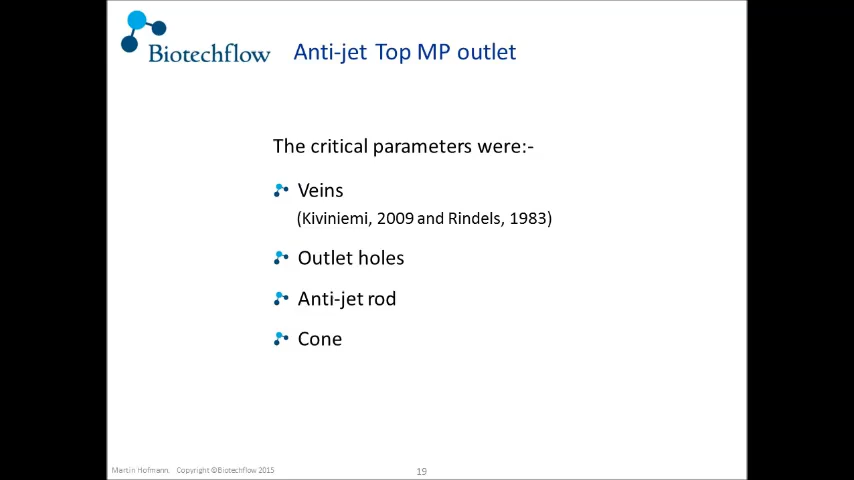 Biotechflow
Anti-jet Top MP outlet
The critical parameters were:-
Veins
(Kiviniemi, 2009 and Rindels, 1983)
Outlet holes
Anti-jet rod
Cone
Martin Hofmann. Copyright ©Biotechflow 2015
19